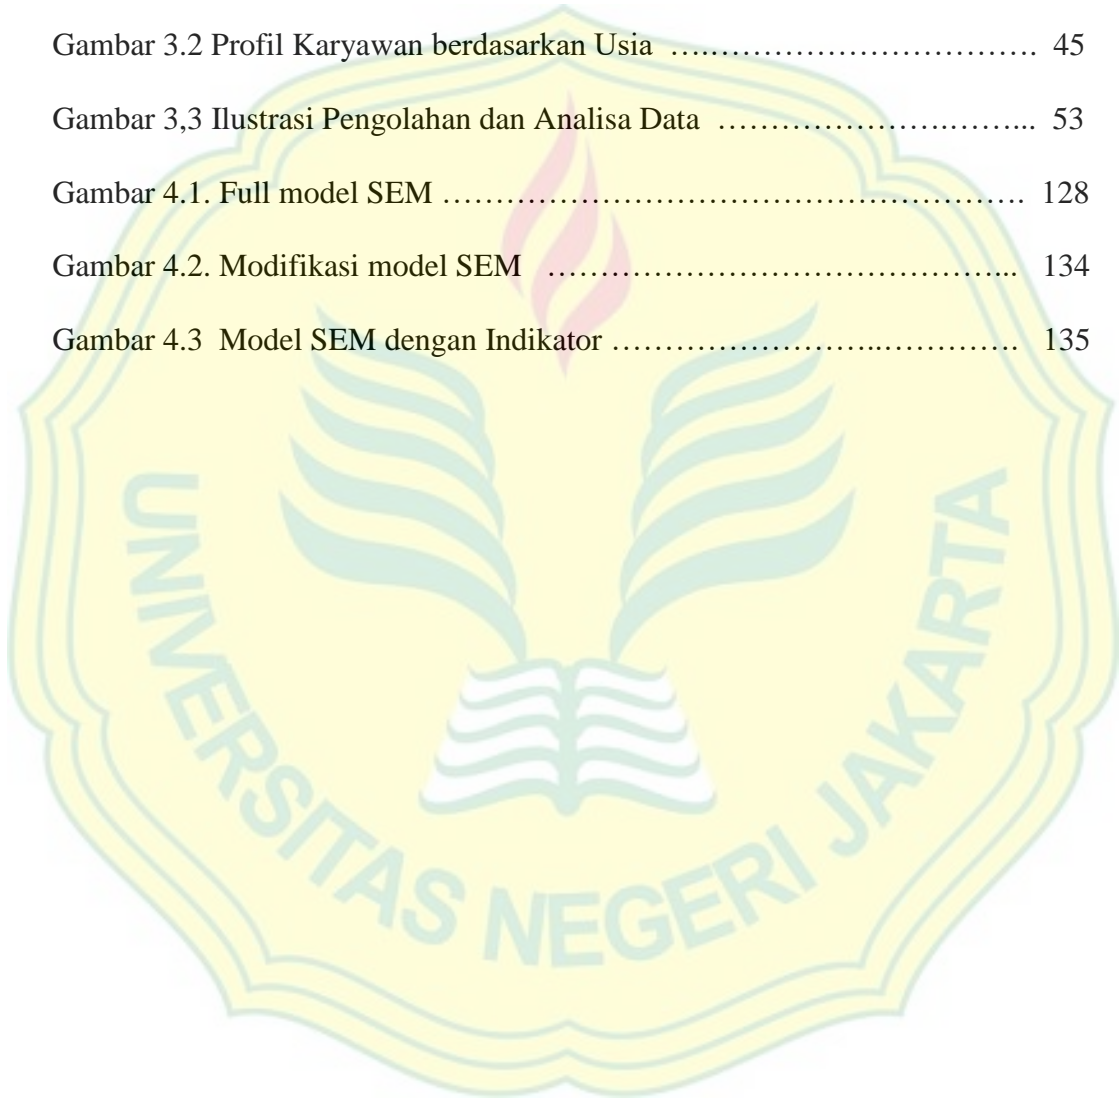 Gambar 3.2 Profil Karyawan berdasarkan Usia ….…………………………. 45
Gambar 3,3 Ilustrasi Pengolahan dan Analisa Data ………………….……... 53
Gambar 4.1. Full model SEM ………………………………………………. 128
Gambar 4.2. Modifikasi model SEM ……………………………………... 134
Gambar 4.3 Model SEM dengan Indikator ……………………..…………. 135
UNIVERSITAS NEGERI JAKARTA